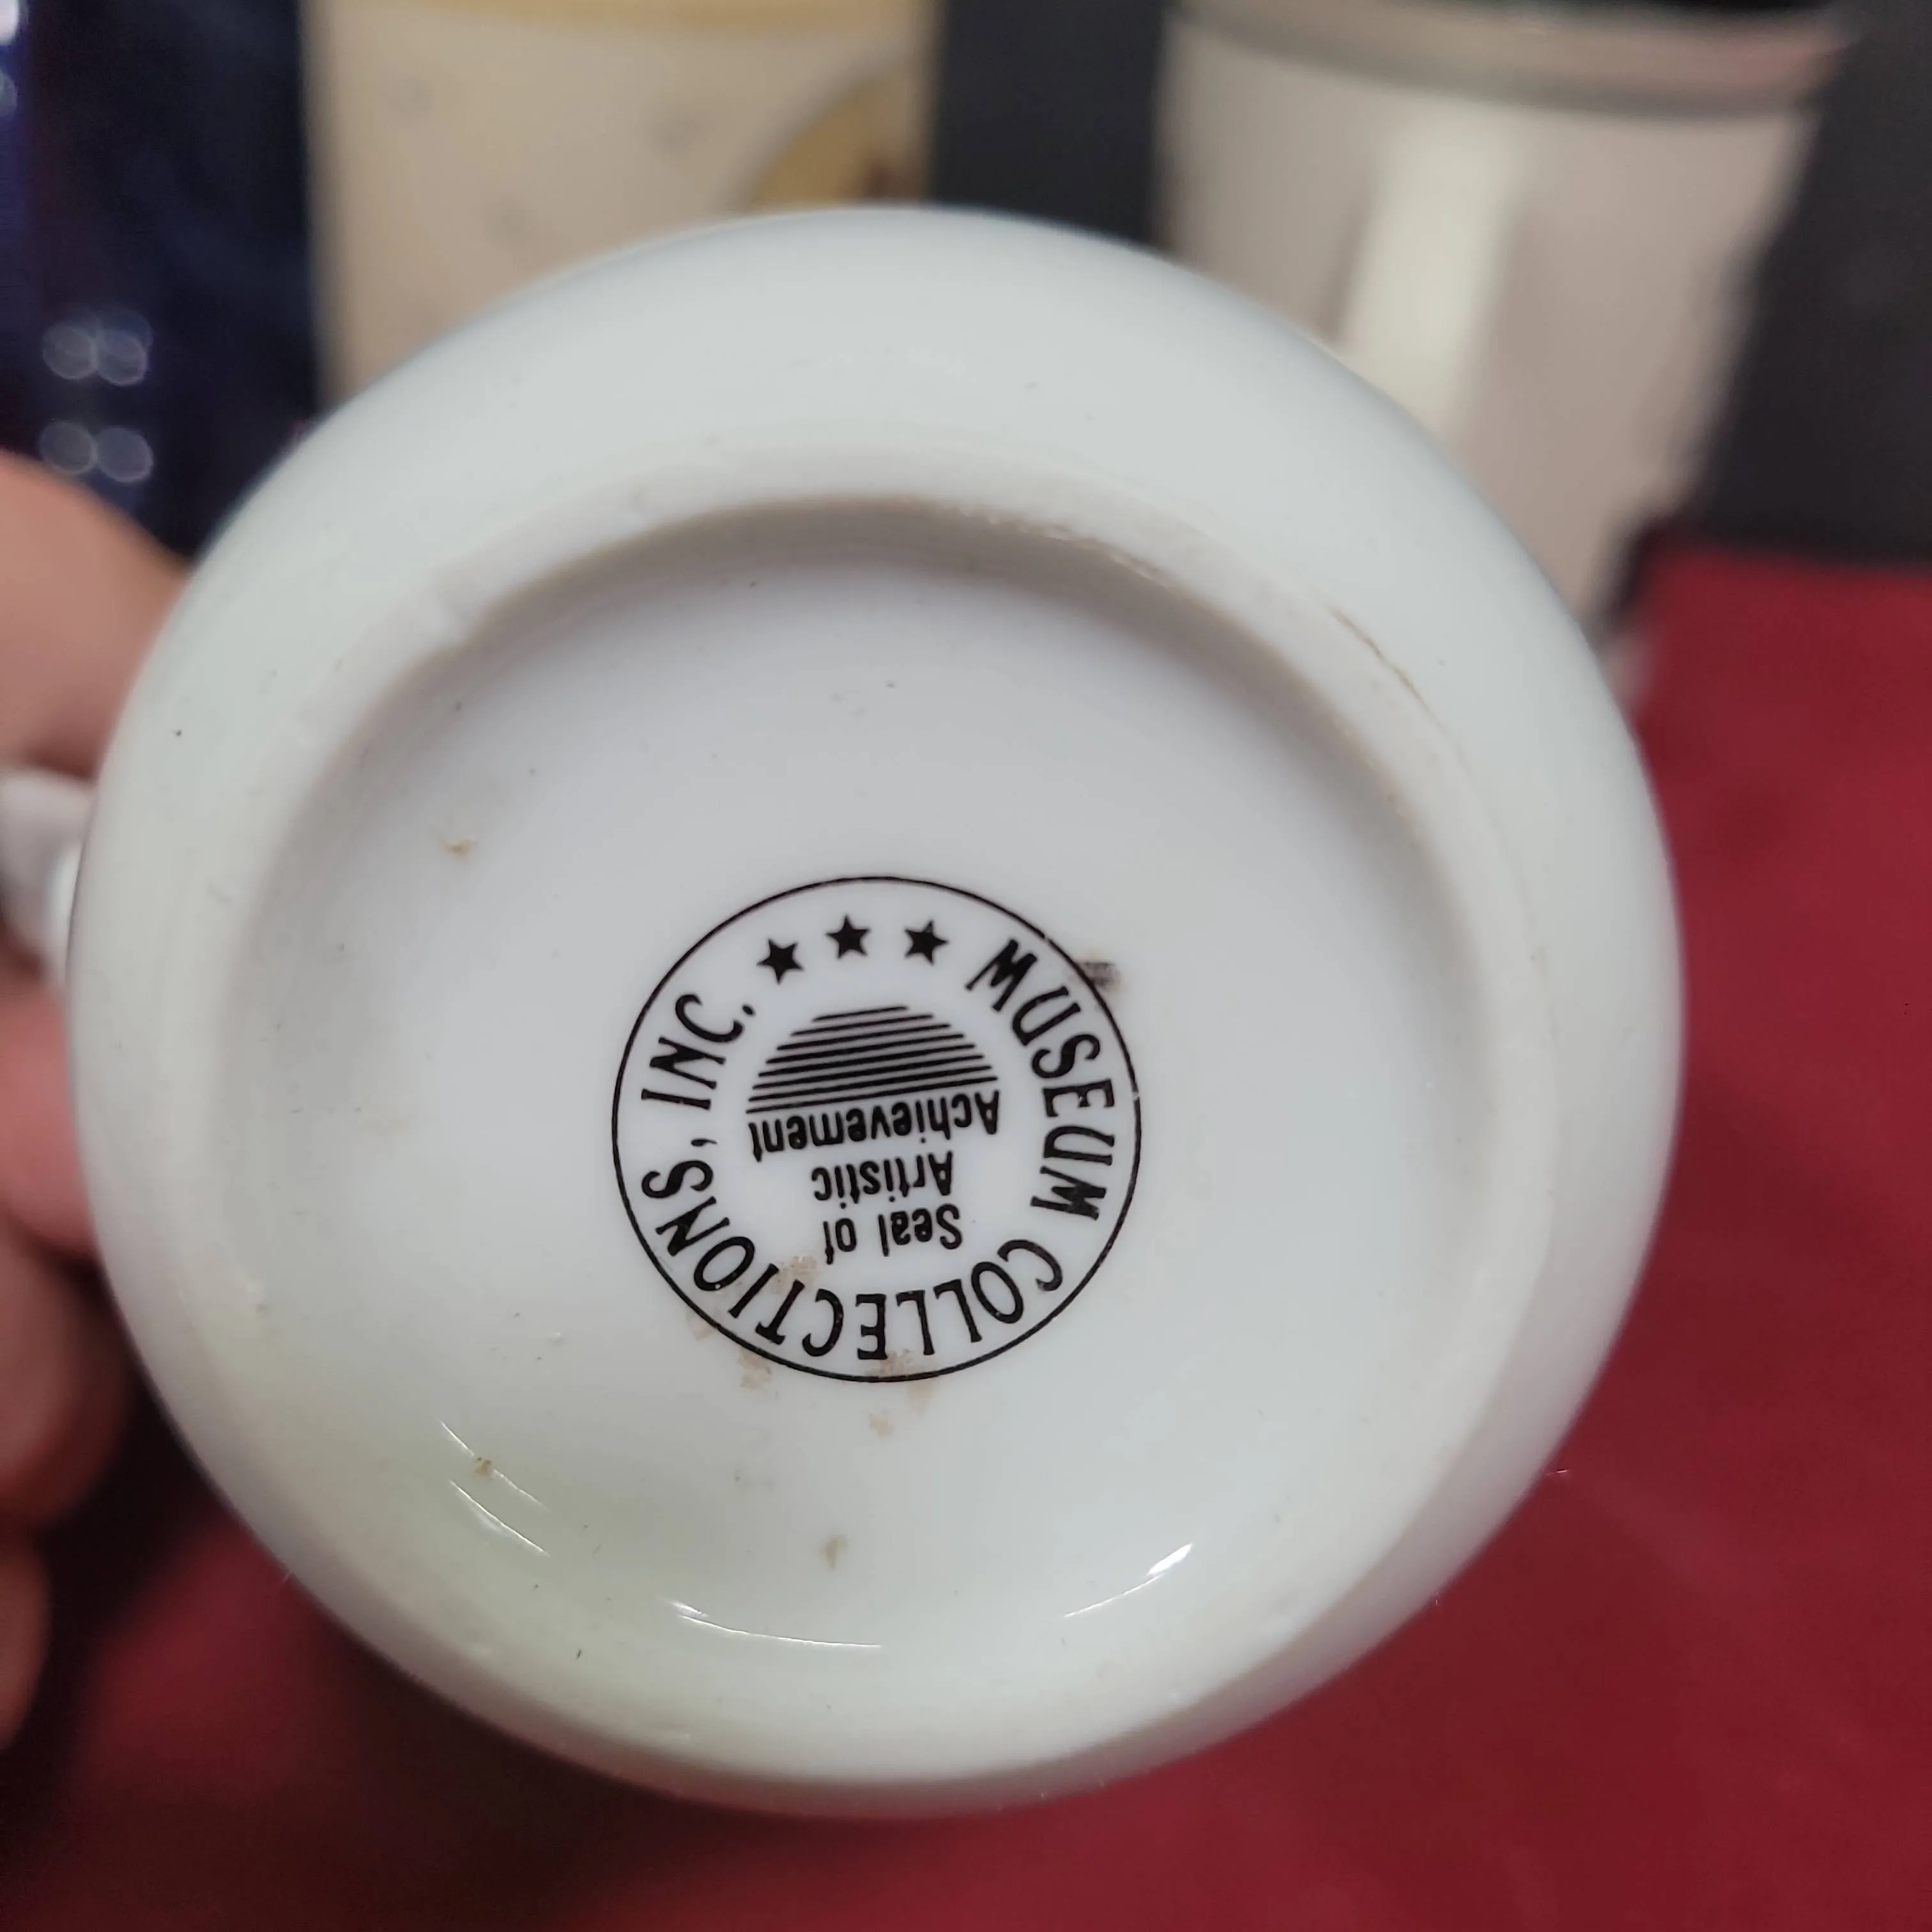 MUSEUM COLLECTIONS, INC.
Seal of
Artistic
Achievement